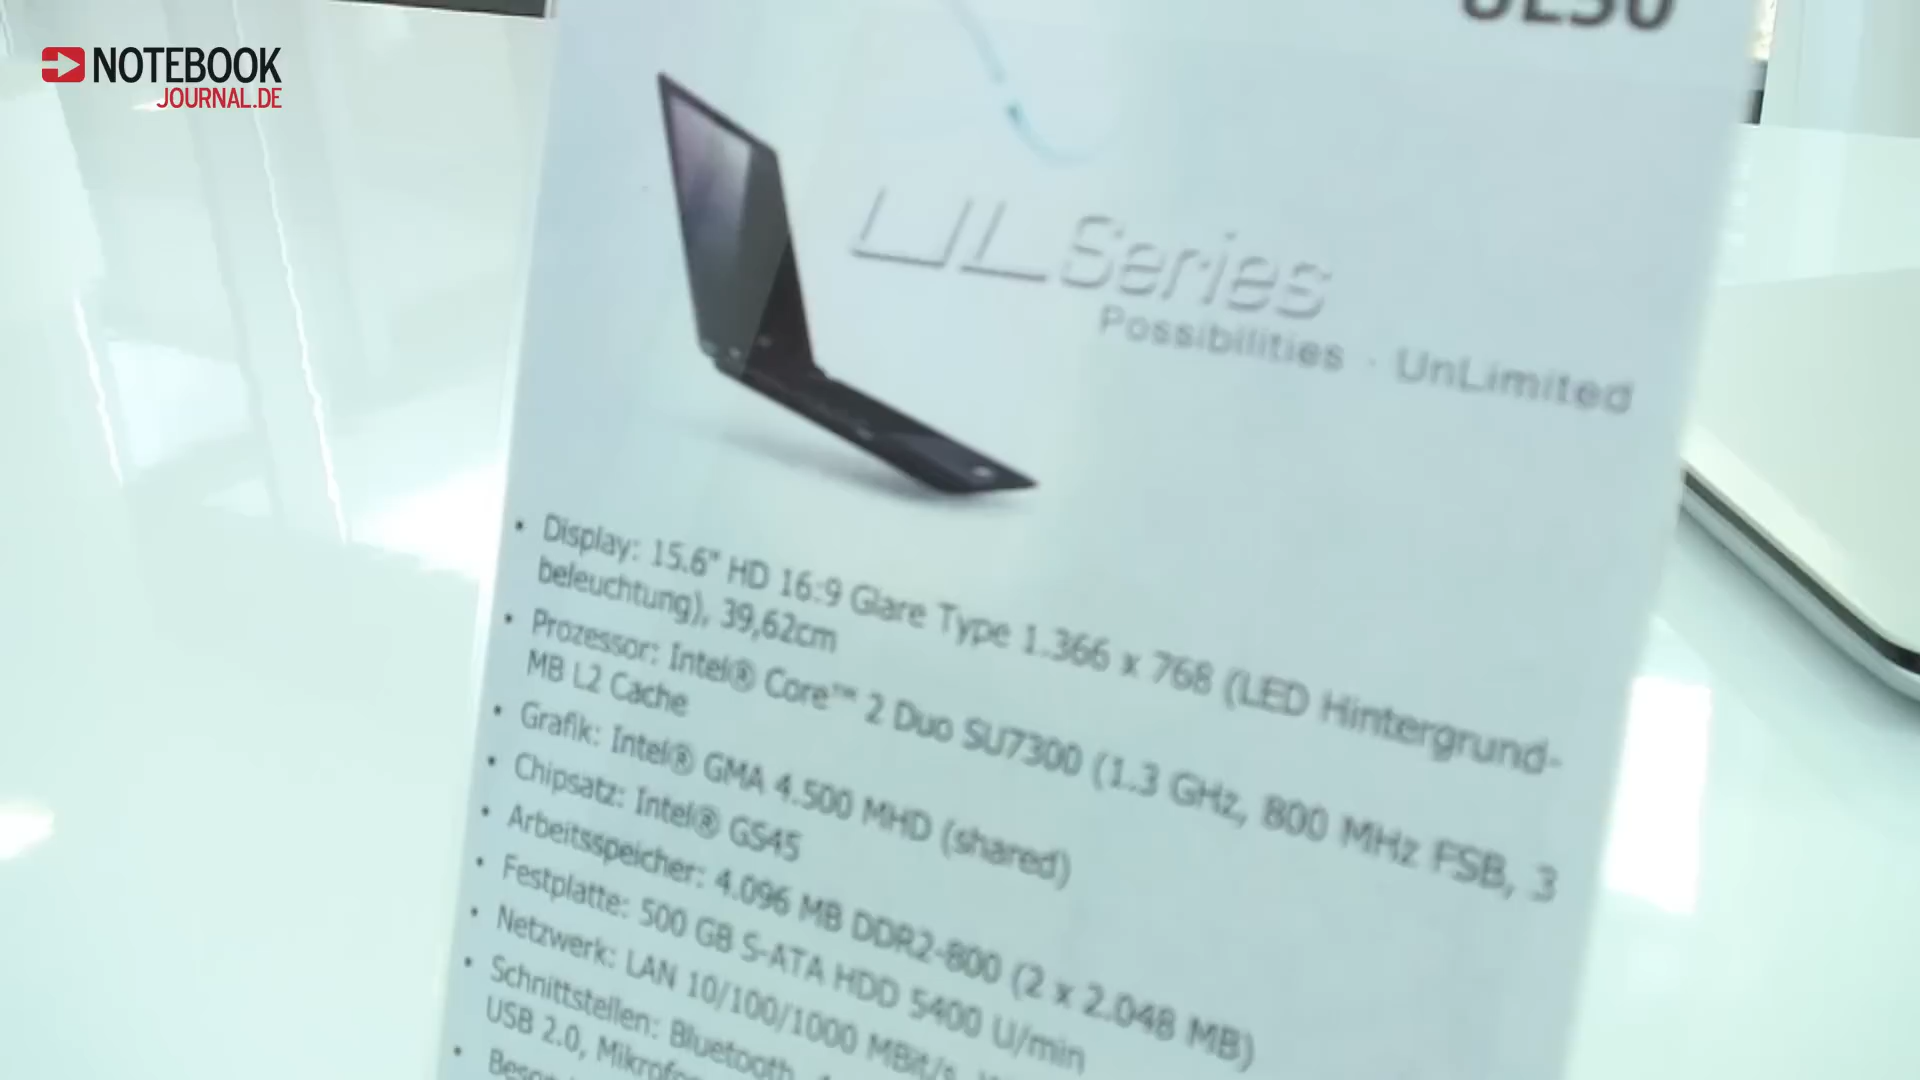 NOTEBOOK
JOURNAL.DE
UL50
UL Series
Possibilities · UnLimited
• Display: 15.6" HD 16:9 Glare Type 1.366 x 768 (LED Hintergrund-
beleuchtung), 39,62cm
• Prozessor: Intel® Core™ 2 Duo SU7300 (1.3 GHz, 800 MHz FSB, 3
MB L2 Cache
• Grafik: Intel® GMA 4.500 MHD (shared)
• Chipsatz: Intel® GS45
• Arbeitsspeicher: 4.096 MB DDR2-800 (2 x 2.048 MB)
• Festplatte: 500 GB S-ATA HDD 5400 U/min
• Netzwerk: LAN 10/100/1000 MBit/s,
• Schnittstellen: Bluetooth,
USB 2.0,